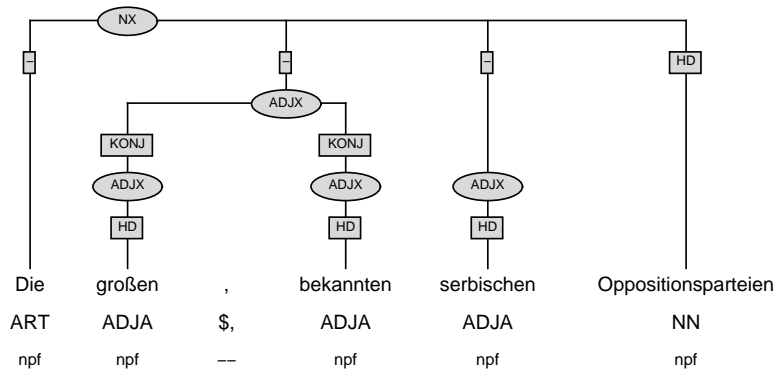 NX
– – – HD
ADJX
KONJ KONJ
ADJX ADJX ADJX
HD HD HD
Die großen , bekannten serbischen Oppositionsparteien
ART ADJA $, ADJA ADJA NN
npf npf –– npf npf npf